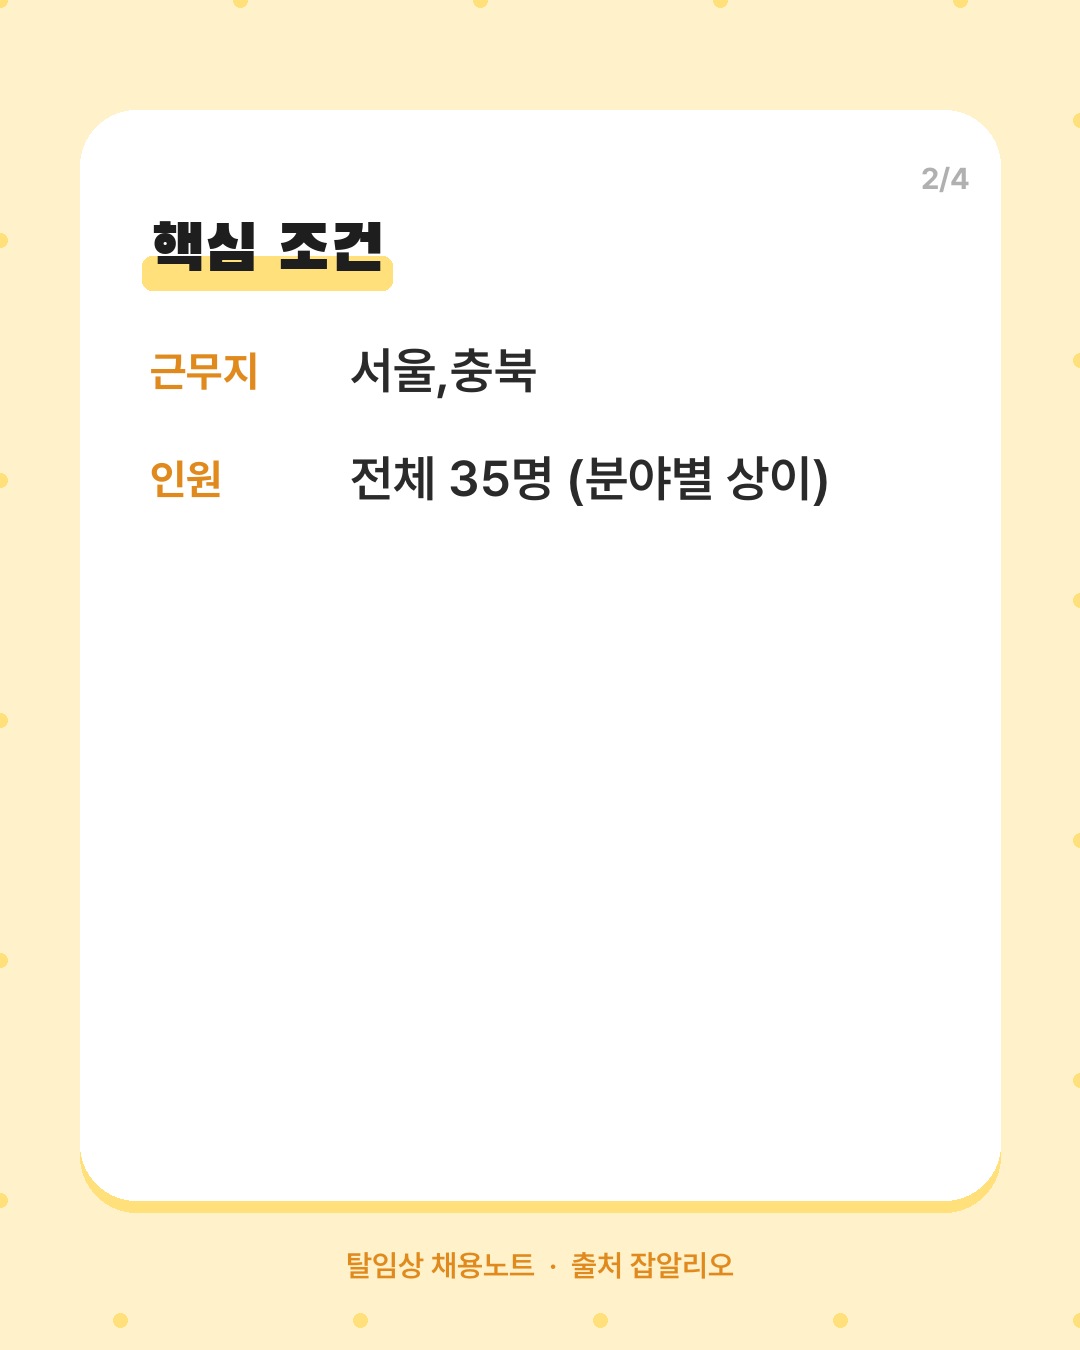 2/4
핵심 조건
근무지 서울,충북
인원 전체 35명 (분야별 상이)
탈임상 채용노트 · 출처 잡알리오